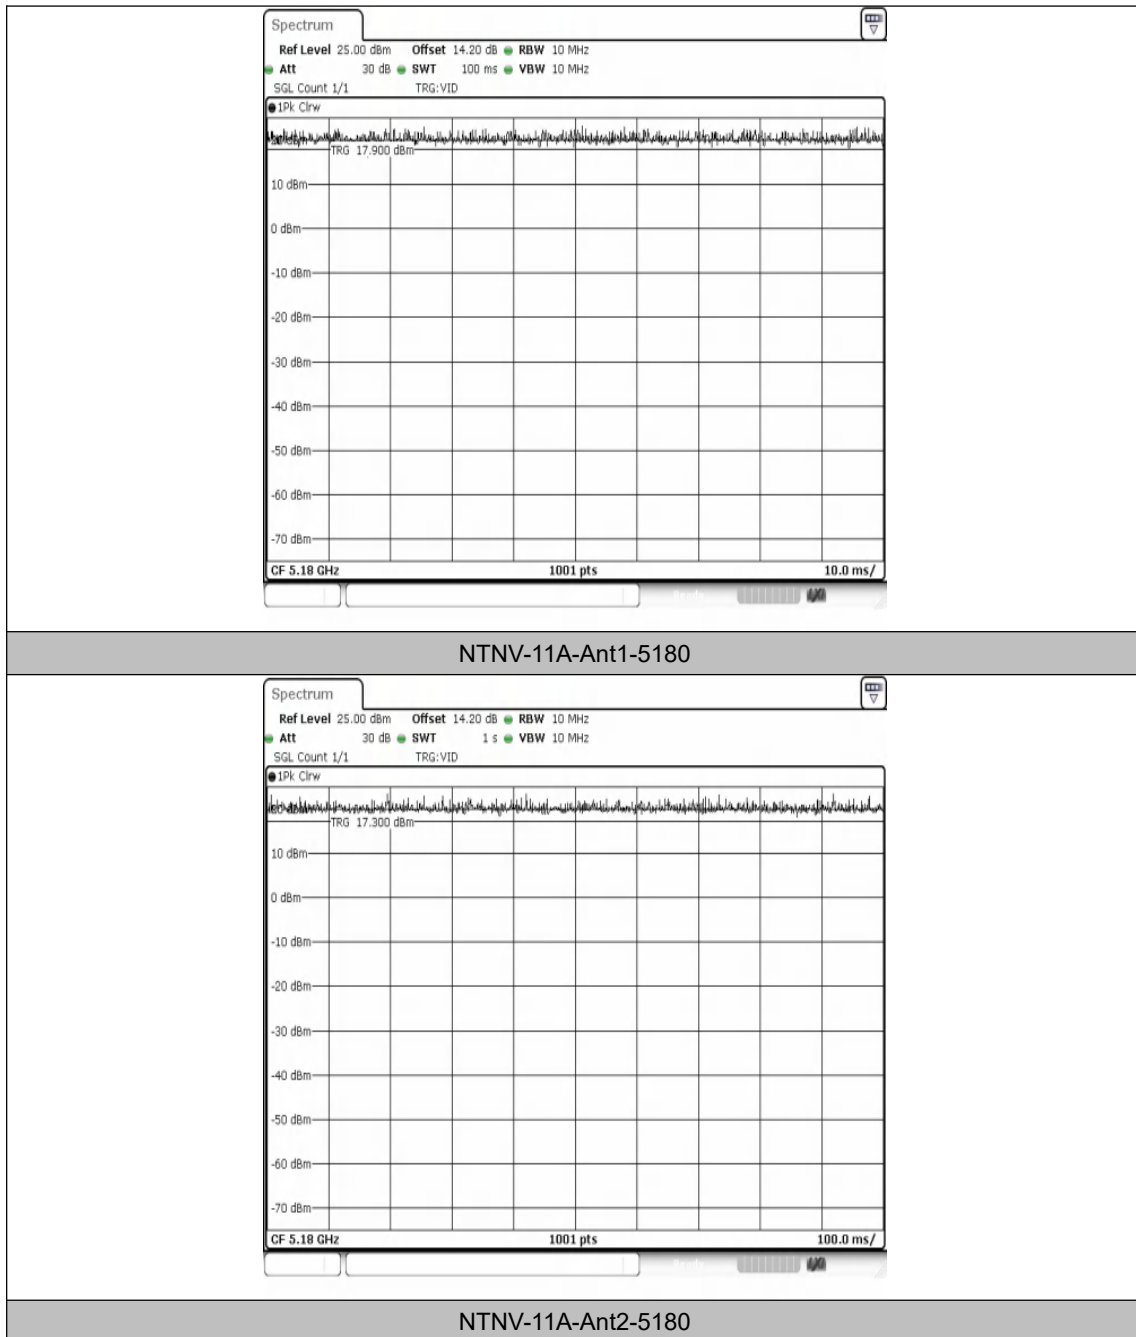 Spectrum
Ref Level 25.00 dBm Offset 14.20 dB RBW 10 MHz
Att 30 dB SWT 100 ms VBW 10 MHz
SGL Count 1/1 TRG:VID
1Pk Clrw
TRG 17.900 dBm
10 dBm
0 dBm
-10 dBm
-20 dBm
-30 dBm
-40 dBm
-50 dBm
-60 dBm
-70 dBm
CF 5.18 GHz 1001 pts 10.0 ms/
NTNV-11A-Ant1-5180
Spectrum
Ref Level 25.00 dBm Offset 14.20 dB RBW 10 MHz
Att 30 dB SWT 1 s VBW 10 MHz
SGL Count 1/1 TRG:VID
1Pk Clrw
TRG 17.300 dBm
10 dBm
0 dBm
-10 dBm
-20 dBm
-30 dBm
-40 dBm
-50 dBm
-60 dBm
-70 dBm
CF 5.18 GHz 1001 pts 100.0 ms/
NTNV-11A-Ant2-5180